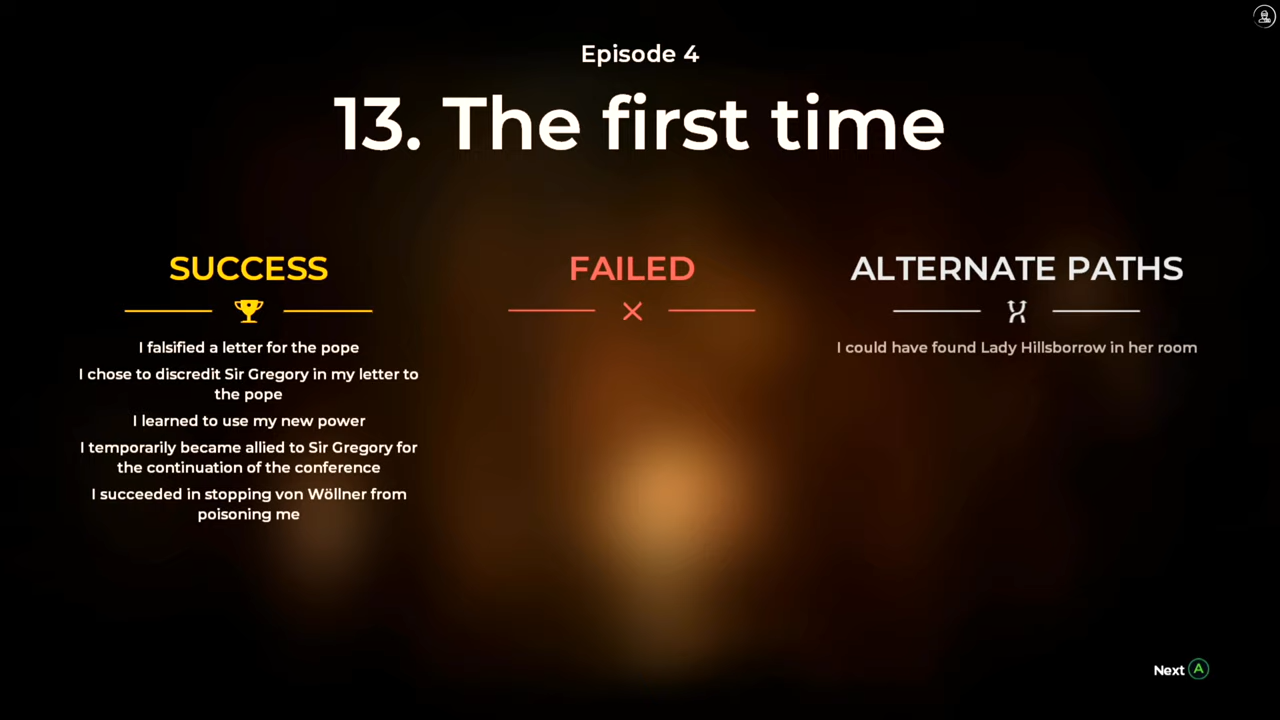 Episode 4
13. The first time
SUCCESS
I falsified a letter for the pope
I chose to discredit Sir Gregory in my letter to
the pope
I learned to use my new power
I temporarily became allied to Sir Gregory for
the continuation of the conference
I succeeded in stopping von Wöllner from
poisoning me
FAILED
ALTERNATE PATHS
I could have found Lady Hillsborrow in her room
Next A